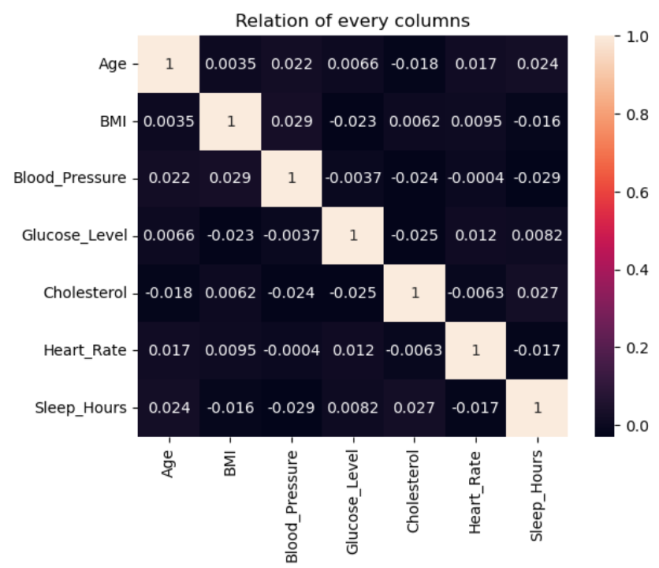 Relation of every columns
Age 1 0.0035 0.022 0.0066 -0.018 0.017 0.024
BMI 0.0035 1 0.029 -0.023 0.0062 0.0095 -0.016
Blood_Pressure 0.022 0.029 1 -0.0037 -0.024 -0.0004 -0.029
Glucose_Level 0.0066 -0.023 -0.0037 1 -0.025 0.012 0.0082
Cholesterol -0.018 0.0062 -0.024 -0.025 1 -0.0063 0.027
Heart_Rate 0.017 0.0095 -0.0004 0.012 -0.0063 1 -0.017
Sleep_Hours 0.024 -0.016 -0.029 0.0082 0.027 -0.017 1
Age
BMI
Blood_Pressure
Glucose_Level
Cholesterol
Heart_Rate
Sleep_Hours
1.0
0.8
0.6
0.4
0.2
0.0